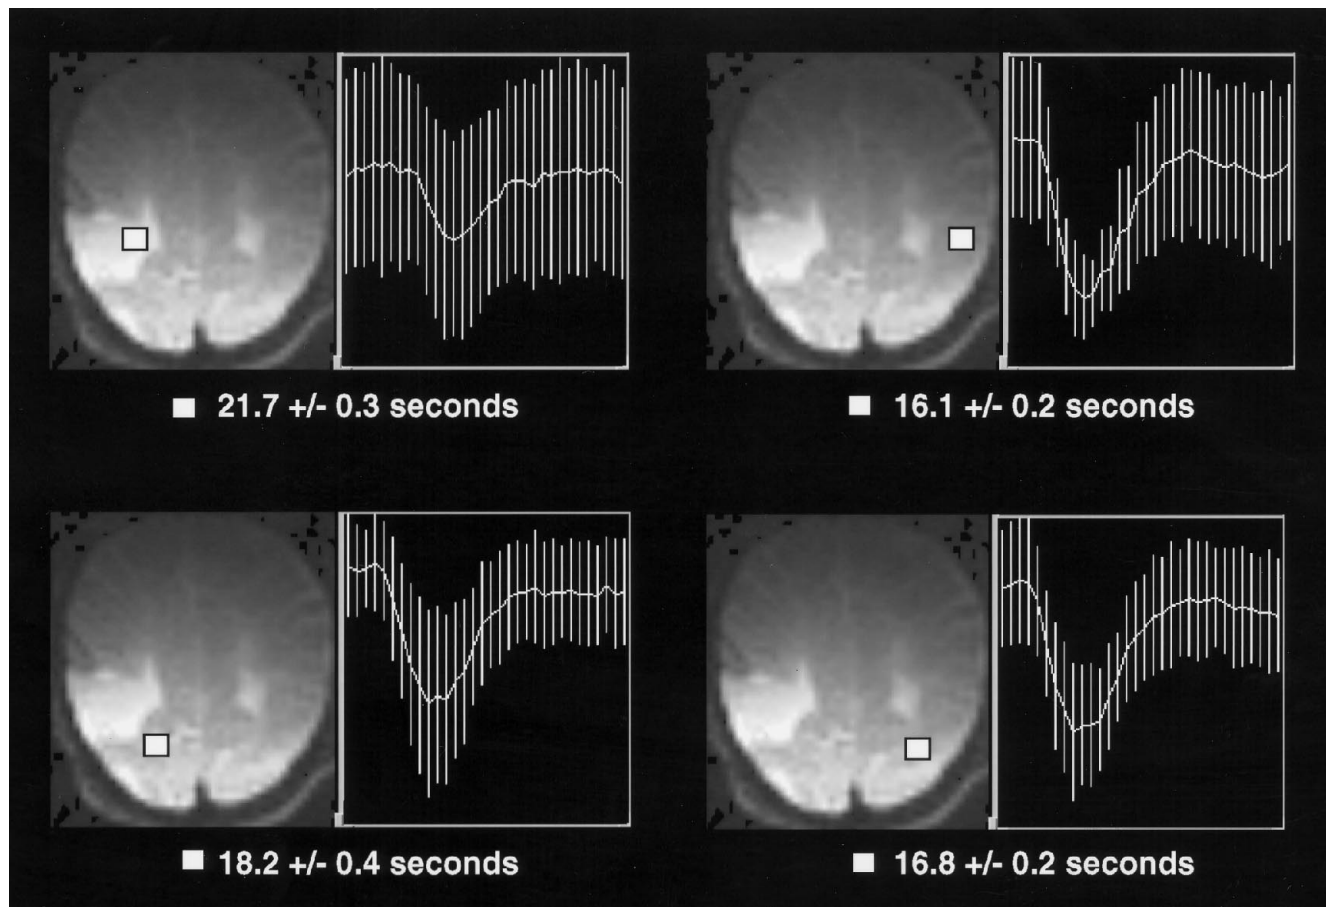 21.7 +/- 0.3 seconds
16.1 +/- 0.2 seconds
18.2 +/- 0.4 seconds
16.8 +/- 0.2 seconds